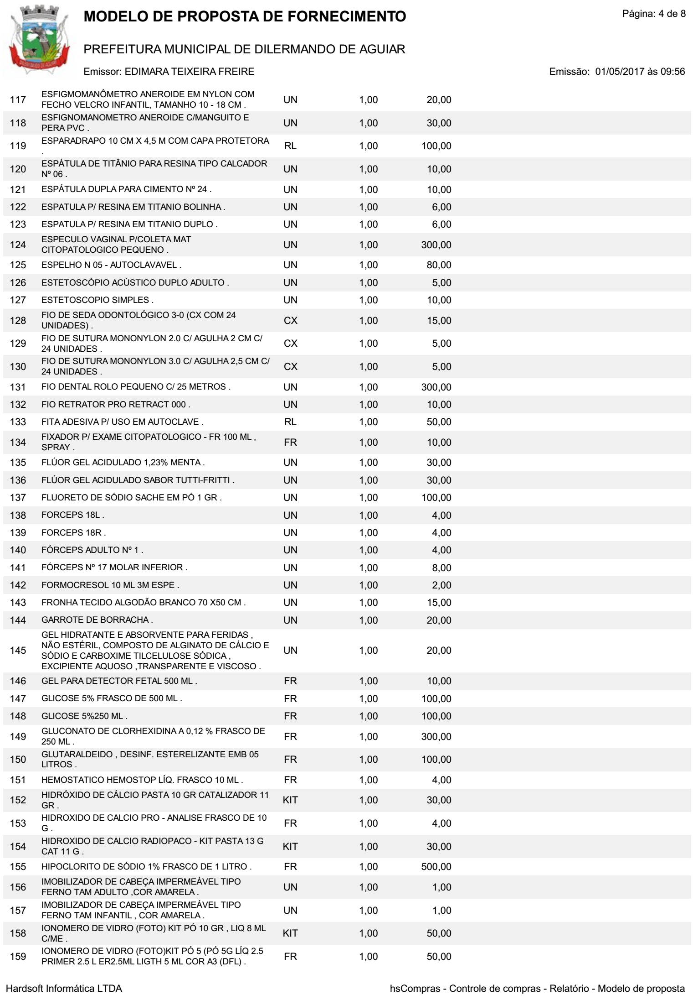 MODELO DE PROPOSTA DE FORNECIMENTO
Página: 4 de 8
PREFEITURA MUNICIPAL DE DILERMANDO DE AGUIAR
Emissor: EDIMARA TEIXEIRA FREIRE
Emissão: 01/05/2017 às 09:56
117 ESFIGMOMANÔMETRO ANEROIDE EM NYLON COM
FECHO VELCRO INFANTIL, TAMANHO 10 - 18 CM . UN 1,00 20,00
118 ESFIGNOMANOMETRO ANEROIDE C/MANGUITO E
PERA PVC . UN 1,00 30,00
119 ESPARADRAPO 10 CM X 4,5 M COM CAPA PROTETORA
. RL 1,00 100,00
120 ESPÁTULA DE TITÂNIO PARA RESINA TIPO CALCADOR
Nº 06 . UN 1,00 10,00
121 ESPÁTULA DUPLA PARA CIMENTO Nº 24 . UN 1,00 10,00
122 ESPATULA P/ RESINA EM TITANIO BOLINHA . UN 1,00 6,00
123 ESPATULA P/ RESINA EM TITANIO DUPLO . UN 1,00 6,00
124 ESPECULO VAGINAL P/COLETA MAT
CITOPATOLOGICO PEQUENO . UN 1,00 300,00
125 ESPELHO N 05 - AUTOCLAVAVEL . UN 1,00 80,00
126 ESTETOSCÓPIO ACÚSTICO DUPLO ADULTO . UN 1,00 5,00
127 ESTETOSCOPIO SIMPLES . UN 1,00 10,00
128 FIO DE SEDA ODONTOLÓGICO 3-0 (CX COM 24
UNIDADES) . CX 1,00 15,00
129 FIO DE SUTURA MONONYLON 2.0 C/ AGULHA 2 CM C/
24 UNIDADES . CX 1,00 5,00
130 FIO DE SUTURA MONONYLON 3.0 C/ AGULHA 2,5 CM C/
24 UNIDADES . CX 1,00 5,00
131 FIO DENTAL ROLO PEQUENO C/ 25 METROS . UN 1,00 300,00
132 FIO RETRATOR PRO RETRACT 000 . UN 1,00 10,00
133 FITA ADESIVA P/ USO EM AUTOCLAVE . RL 1,00 50,00
134 FIXADOR P/ EXAME CITOPATOLOGICO - FR 100 ML ,
SPRAY . FR 1,00 10,00
135 FLÚOR GEL ACIDULADO 1,23% MENTA . UN 1,00 30,00
136 FLÚOR GEL ACIDULADO SABOR TUTTI-FRITTI . UN 1,00 30,00
137 FLUORETO DE SÓDIO SACHE EM PÓ 1 GR . UN 1,00 100,00
138 FORCEPS 18L . UN 1,00 4,00
139 FORCEPS 18R . UN 1,00 4,00
140 FÓRCEPS ADULTO Nº 1 . UN 1,00 4,00
141 FÓRCEPS Nº 17 MOLAR INFERIOR . UN 1,00 8,00
142 FORMOCRESOL 10 ML 3M ESPE . UN 1,00 2,00
143 FRONHA TECIDO ALGODÃO BRANCO 70 X50 CM . UN 1,00 15,00
144 GARROTE DE BORRACHA . UN 1,00 20,00
145 GEL HIDRATANTE E ABSORVENTE PARA FERIDAS ,
NÃO ESTÉRIL, COMPOSTO DE ALGINATO DE CÁLCIO E
SÓDIO E CARBOXIME TILCELULOSE SÓDICA ,
EXCIPIENTE AQUOSO ,TRANSPARENTE E VISCOSO . UN 1,00 20,00
146 GEL PARA DETECTOR FETAL 500 ML . FR 1,00 10,00
147 GLICOSE 5% FRASCO DE 500 ML . FR 1,00 100,00
148 GLICOSE 5%250 ML . FR 1,00 100,00
149 GLUCONATO DE CLORHEXIDINA A 0,12 % FRASCO DE
250 ML . FR 1,00 300,00
150 GLUTARALDEIDO , DESINF. ESTERELIZANTE EMB 05
LITROS . FR 1,00 100,00
151 HEMOSTATICO HEMOSTOP LÍQ. FRASCO 10 ML . FR 1,00 4,00
152 HIDRÓXIDO DE CÁLCIO PASTA 10 GR CATALIZADOR 11
GR . KIT 1,00 30,00
153 HIDROXIDO DE CALCIO PRO - ANALISE FRASCO DE 10
G . FR 1,00 4,00
154 HIDROXIDO DE CALCIO RADIOPACO - KIT PASTA 13 G
CAT 11 G . KIT 1,00 30,00
155 HIPOCLORITO DE SÓDIO 1% FRASCO DE 1 LITRO . FR 1,00 500,00
156 IMOBILIZADOR DE CABEÇA IMPERMEÁVEL TIPO
FERNO TAM ADULTO ,COR AMARELA . UN 1,00 1,00
157 IMOBILIZADOR DE CABEÇA IMPERMEÁVEL TIPO
FERNO TAM INFANTIL , COR AMARELA . UN 1,00 1,00
158 IONOMERO DE VIDRO (FOTO) KIT PÓ 10 GR , LIQ 8 ML
C/ME . KIT 1,00 50,00
159 IONOMERO DE VIDRO (FOTO)KIT PÓ 5 (PÓ 5G LÍQ 2.5
PRIMER 2.5 L ER2.5ML LIGTH 5 ML COR A3 (DFL) . FR 1,00 50,00
Hardsoft Informática LTDA
hsCompras - Controle de compras - Relatório - Modelo de proposta